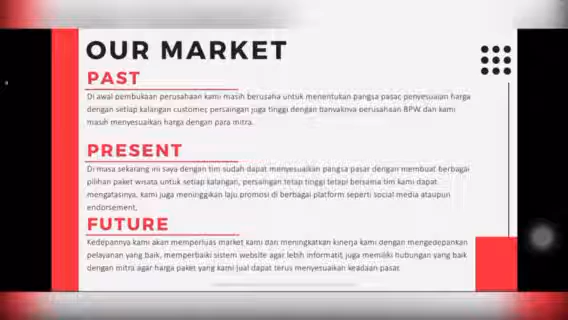 OUR MARKET
PAST
Di awal pembukaan perusahaan kami masih berusaha untuk menentukan pangsa pasar, penyesuaian harga
dengan setiap kalangan customer, persaingan juga tinggi dengan banyaknya perusahaan BPW dan kami
masih menyesuaikan harga dengan para mitra.
PRESENT
Di masa sekarang ini saya dengan tim sudah dapat menyesuaikan pangsa pasar dengan membuat berbagai
pilihan paket wisata untuk setiap kalangan, persaingan tetap tinggi tetapi bersama tim kami dapat
mengatasinya, kami juga meninggikan laju promosi di berbagai platform seperti social media ataupun
endorsement.
FUTURE
Kedepannya kami akan memperluas market kami dan meningkatkan kinerja kami dengan mengedepankan
pelayanan yang baik, memperbaiki sistem website agar lebih informatif, juga memiliki hubungan yang baik
dengan mitra agar harga paket yang kami jual dapat terus menyesuaikan keadaan pasar.